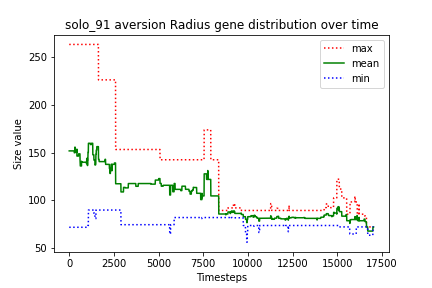 solo_91 aversion Radius gene distribution over time
max
mean
min
Size value
250
200
150
100
50
0 2500 5000 7500 10000 12500 15000 17500
Timesteps